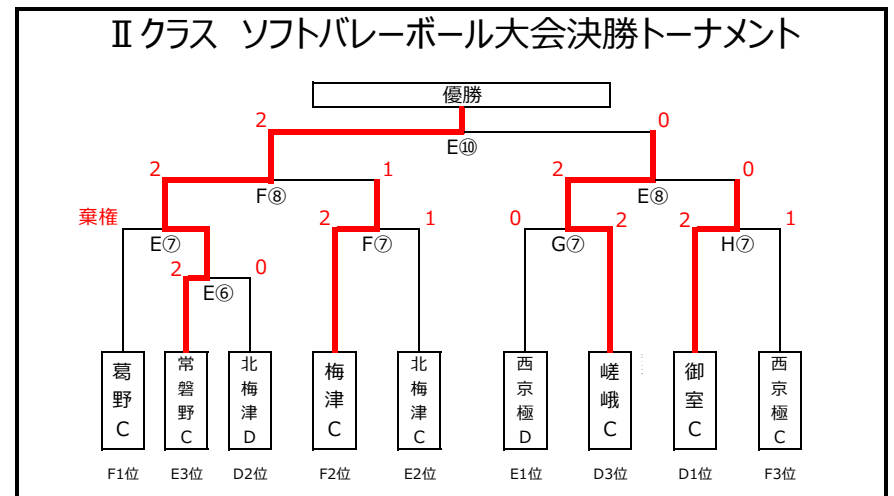 Ⅱクラス ソフトバレーボール大会決勝トーナメント
優勝
2 0
E⑩
2 1 2 0
F⑧ E⑧
棄権 2 1 0 2 2 1
E⑦ F⑦ G⑦ H⑦
2 0
E⑥
葛野C
常磐野C
北梅津D
梅津C
北梅津C
西京極D
嵯峨C
御室C
西京極C
F1位 E3位 D2位 F2位 E2位 E1位 D3位 D1位 F3位